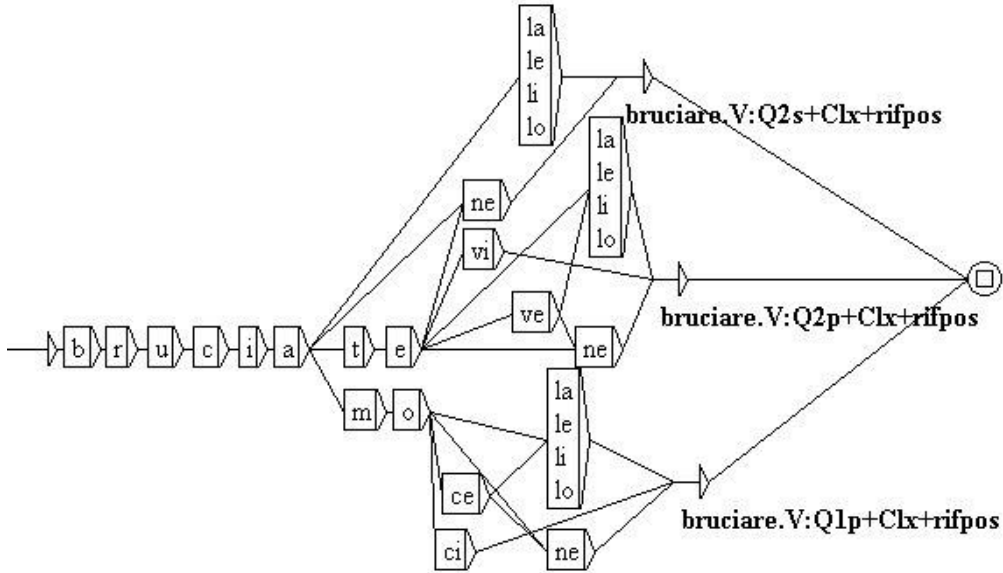 la
le
li
lo
bruciare.V:Q2s+Clx+rifpos
la
le
li
lo
ne
vi
ve
bruciare.V:Q2p+Clx+rifpos
b r u c i a t e ne
m o
la
le
li
lo
ce
bruciare.V:Q1p+Clx+rifpos
ci ne